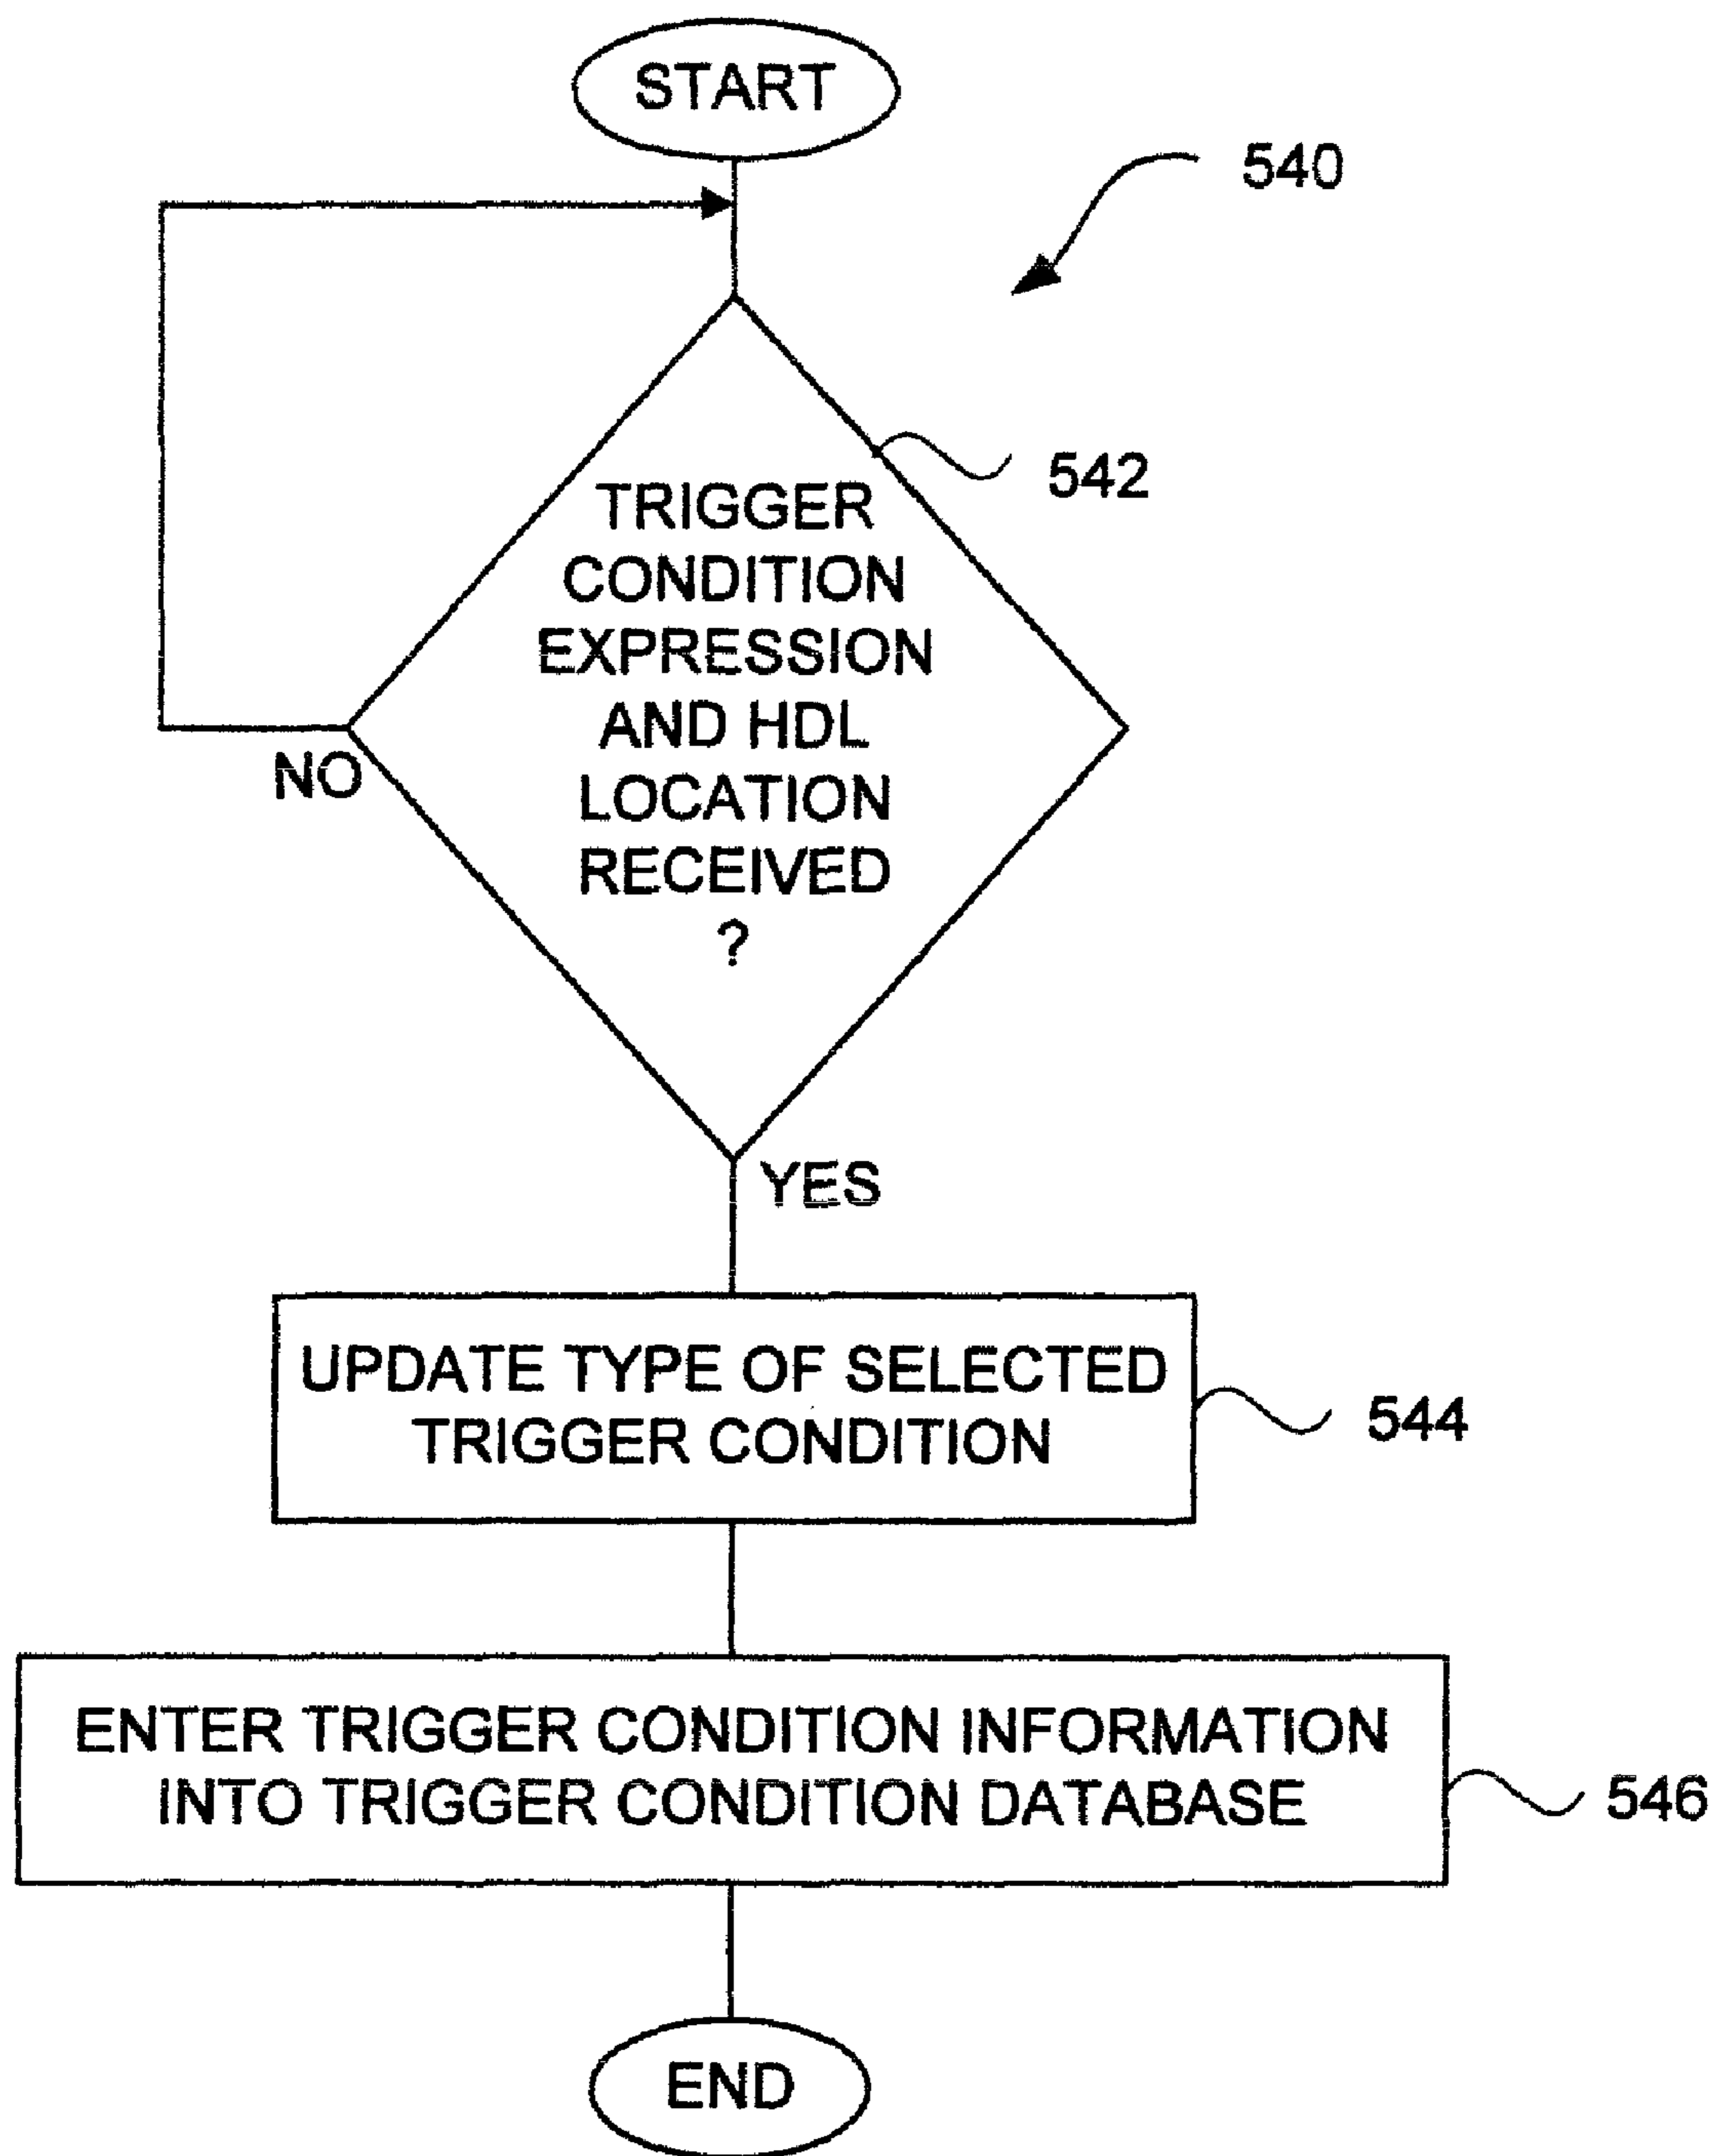 START
540
542
TRIGGER
CONDITION
EXPRESSION
AND HDL
LOCATION
RECEIVED
?
NO
YES
UPDATE TYPE OF SELECTED
TRIGGER CONDITION
544
ENTER TRIGGER CONDITION INFORMATION
INTO TRIGGER CONDITION DATABASE
546
END